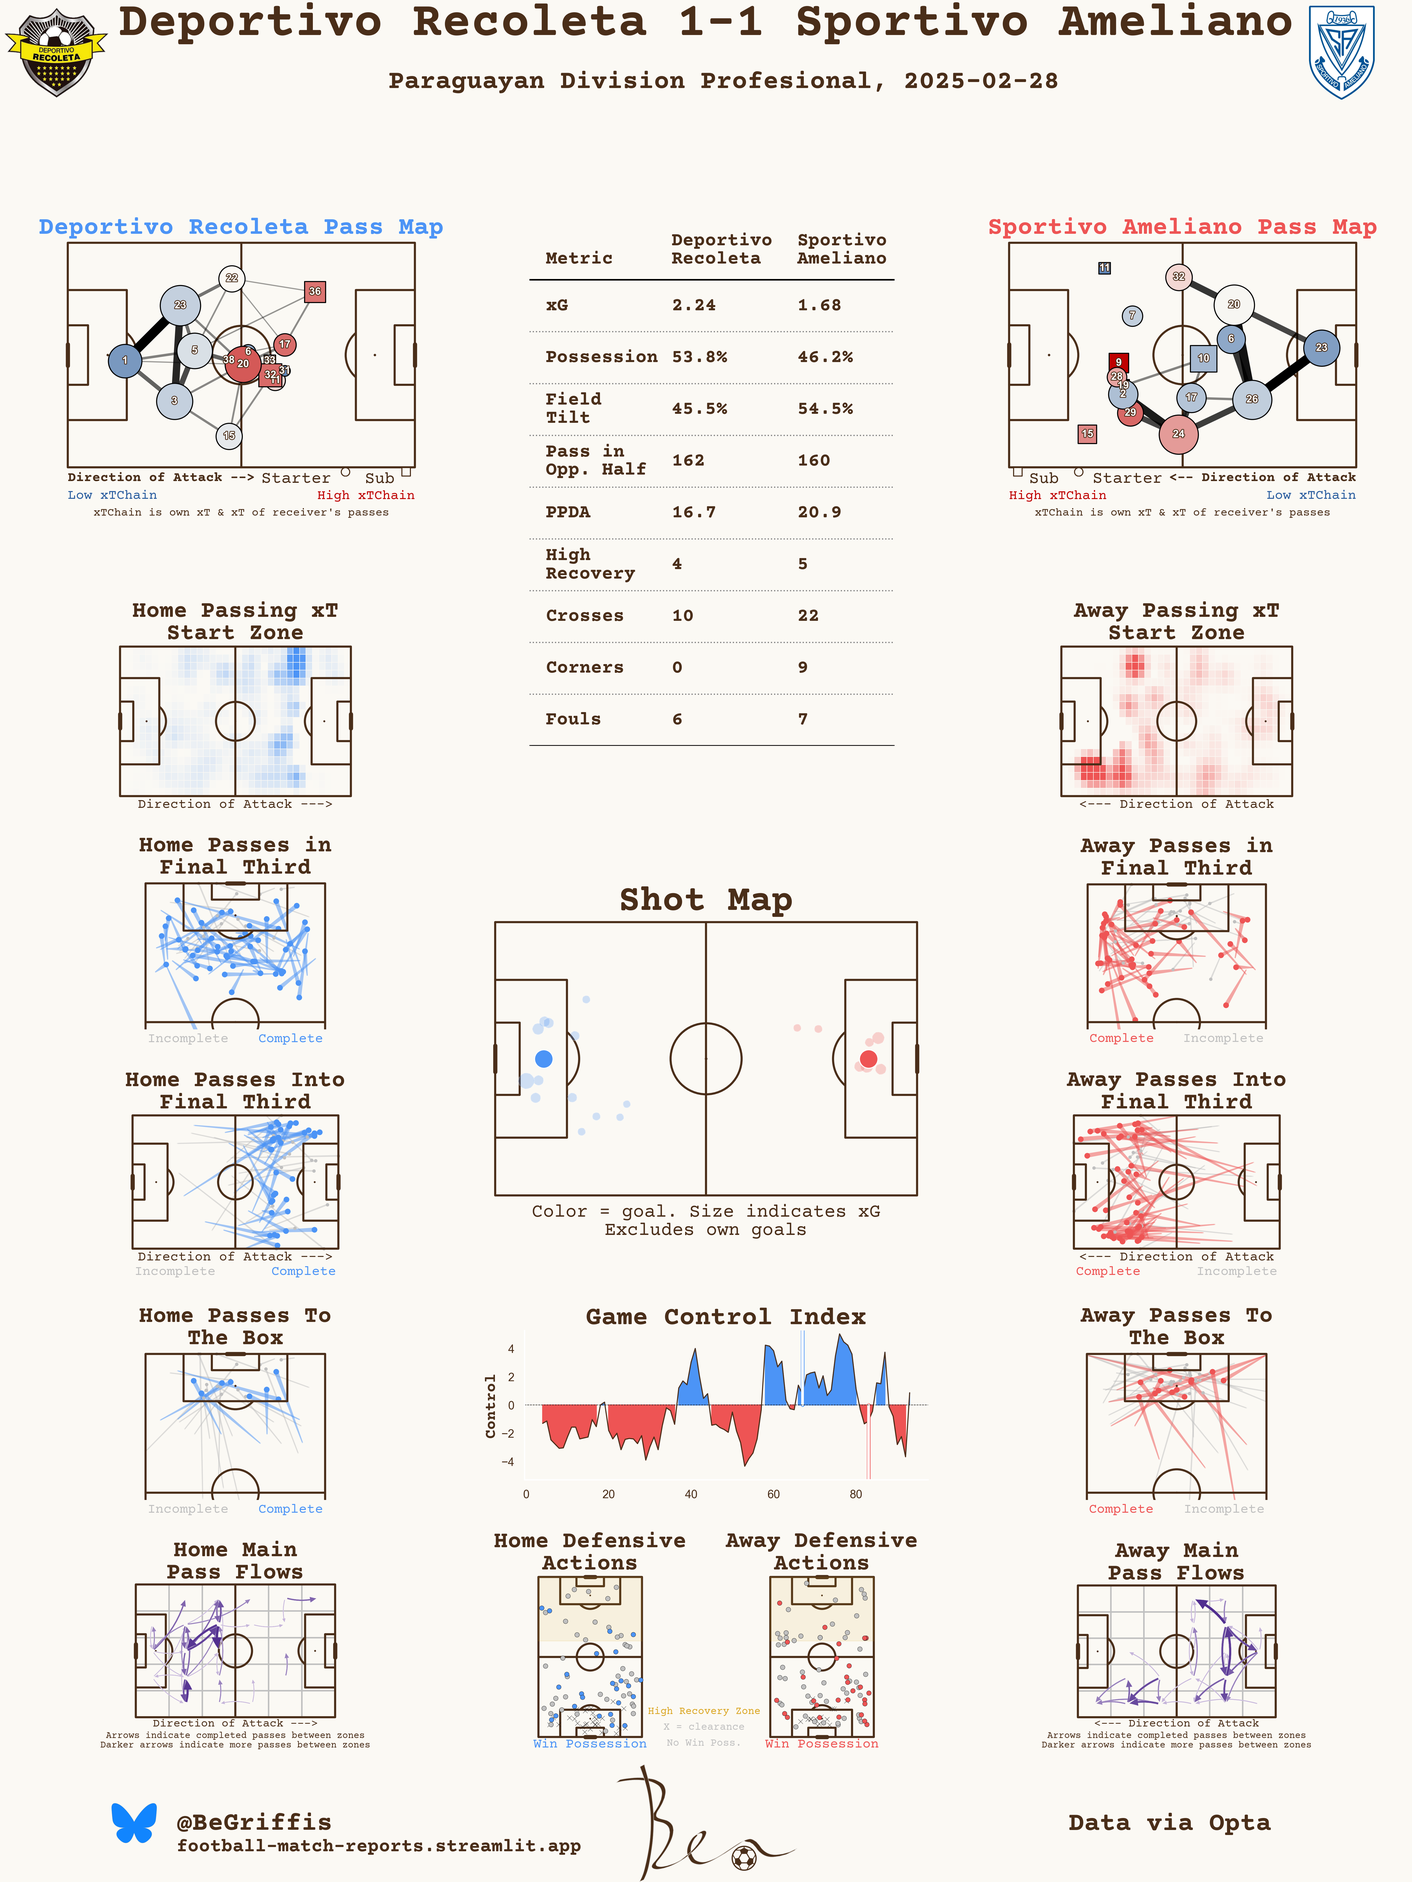 Deportivo Recoleta 1-1 Sportivo Ameliano
Paraguayan Division Profesional, 2025-02-28
DEPORTIVO
RECOLETA
1936
SPORTIVO AMELIANO
Deportivo Recoleta Pass Map
22
36
23
5
6
17
1
38
20
33
32
31
11
3
15
Direction of Attack --> Starter Sub
Low xTChain High xTChain
xTChain is own xT & xT of receiver's passes
Metric Deportivo Recoleta Sportivo Ameliano
xG 2.24 1.68
Possession 53.8% 46.2%
Field Tilt 45.5% 54.5%
Pass in Opp. Half 162 160
PPDA 16.7 20.9
High Recovery 4 5
Crosses 10 22
Corners 0 9
Fouls 6 7
Sportivo Ameliano Pass Map
11
32
20
7
6
23
9
10
28
19
2
17
26
29
24
15
Sub Starter <-- Direction of Attack
High xTChain Low xTChain
xTChain is own xT & xT of receiver's passes
Home Passing xT
Start Zone
Direction of Attack --->
Away Passing xT
Start Zone
<--- Direction of Attack
Home Passes in
Final Third
Incomplete Complete
Away Passes in
Final Third
Complete Incomplete
Shot Map
Color = goal. Size indicates xG
Excludes own goals
Home Passes Into
Final Third
Direction of Attack --->
Incomplete Complete
Away Passes Into
Final Third
<--- Direction of Attack
Complete Incomplete
Home Passes To
The Box
Incomplete Complete
Game Control Index
Control
4
2
0
−2
−4
0 20 40 60 80
Away Passes To
The Box
Complete Incomplete
Home Main
Pass Flows
Direction of Attack --->
Arrows indicate completed passes between zones
Darker arrows indicate more passes between zones
Home Defensive
Actions
Win Possession
High Recovery Zone
X = clearance
No Win Poss.
Away Defensive
Actions
Win Possession
Away Main
Pass Flows
<--- Direction of Attack
Arrows indicate completed passes between zones
Darker arrows indicate more passes between zones
@BeGriffis
football-match-reports.streamlit.app
Ben
Data via Opta